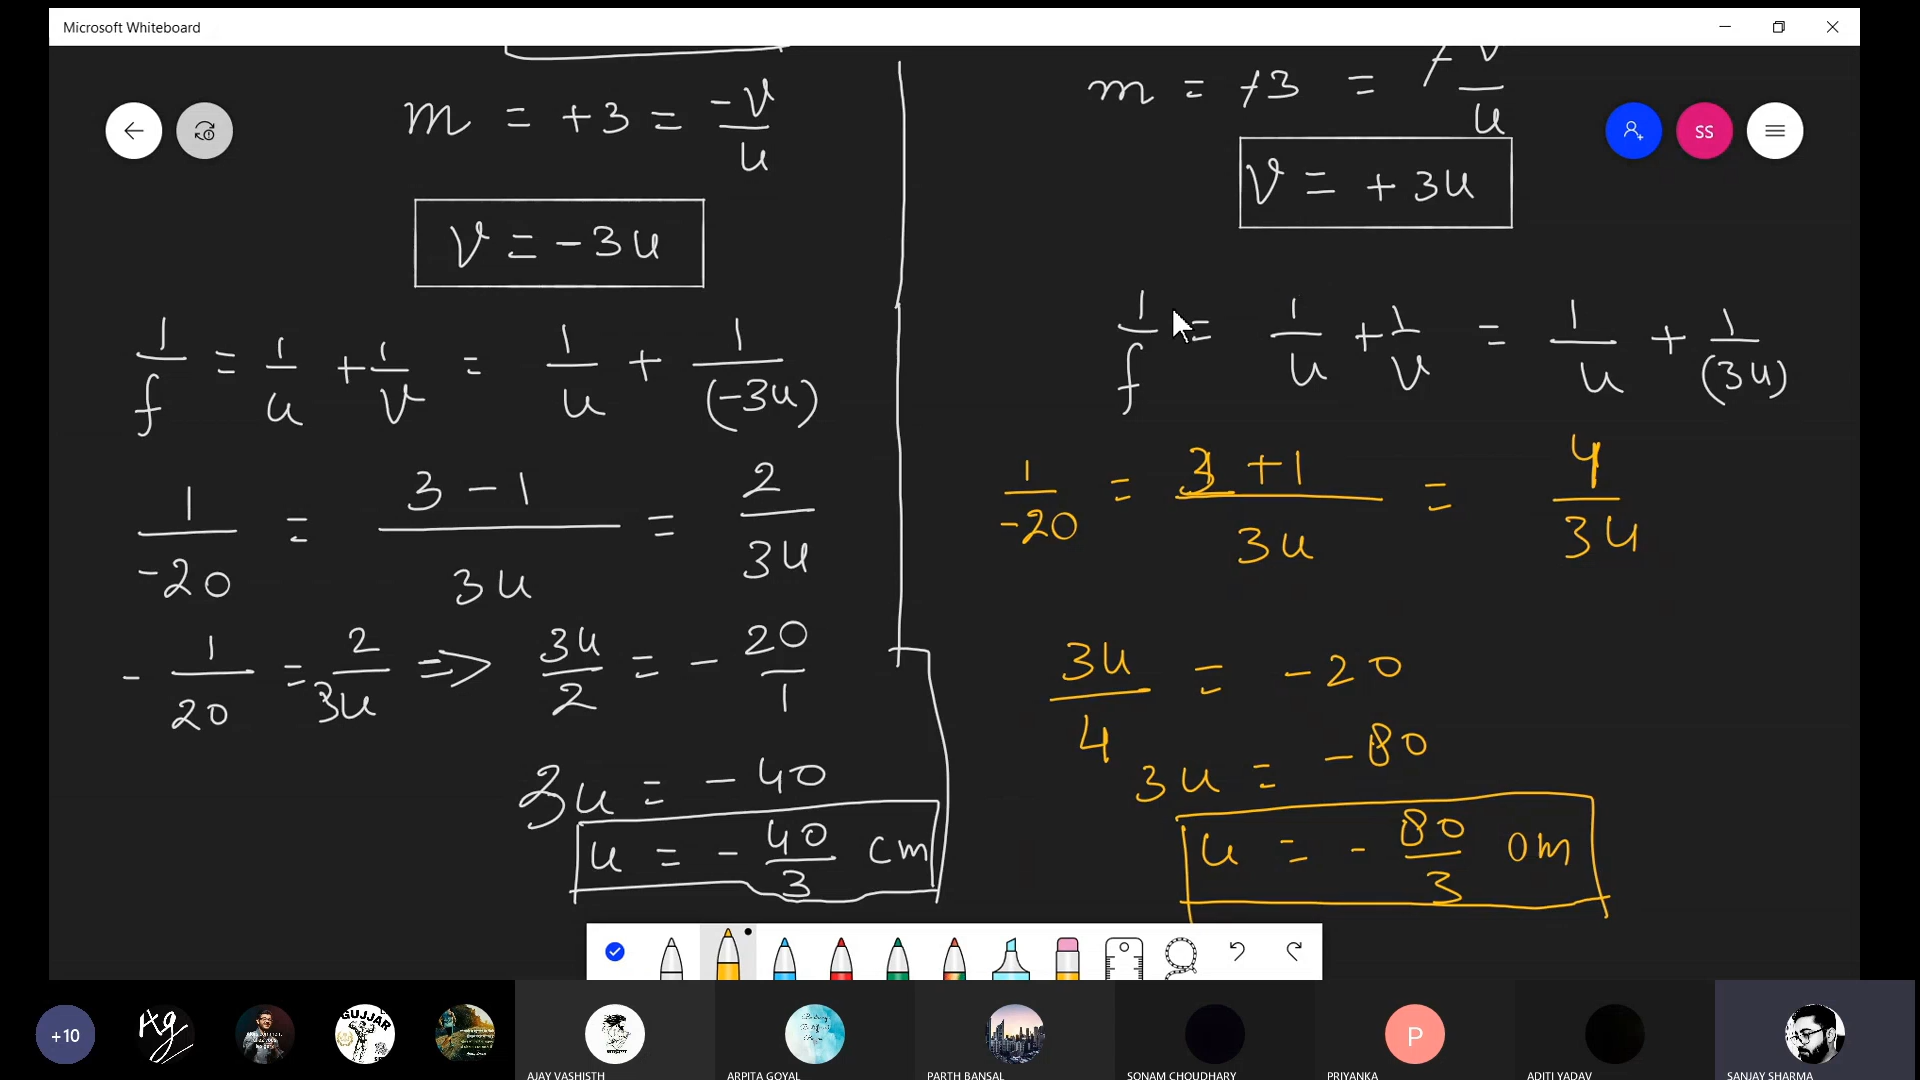 Microsoft Whiteboard
m = +3 = -v/u
v = -3u
1/f = 1/u + 1/v = 1/u + 1/(-3u)
1/-20 = 3 - 1/3u = 2/3u
- 1/20 = 2/3u => 3u/2 = - 20/1
3u = - 40
u = - 40/3 cm
m = +3 = +v/u
v = +3u
SS
1/f = 1/u + 1/v = 1/u + 1/(3u)
1/-20 = 3 + 1/3u = 4/3u
3u/4 = -20
3u = -80
u = - 80/3 cm
+10
Ag
GUJJAR
P
AJAY VASHISTH
ARPITA GOYAL
PARTH BANSAL
SONAM CHOUDHARY
PRIYANKA
ADITI YADAV
SANJAY SHARMA